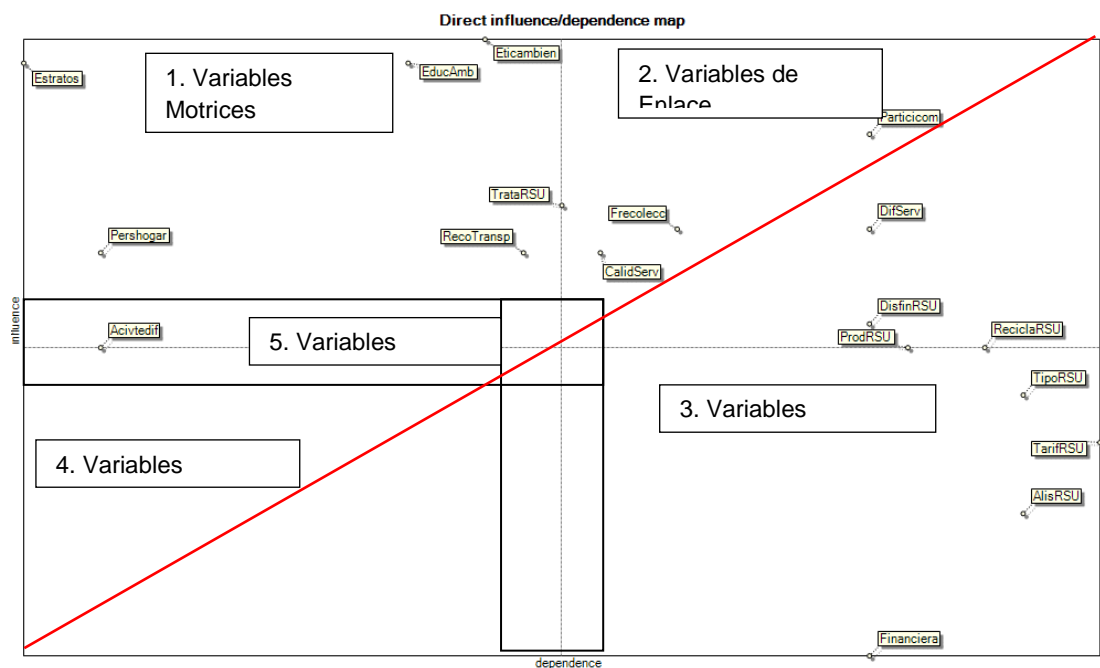 Direct influence/dependence map
Eticambien
Estratos
EducAmb
1. Variables
Motrices
2. Variables de
Enlace
Particicom
TrataRSU
Frecolecc
DifServ
Pershogar
RecoTransp
CalidServ
influence
Acivtedif
5. Variables
DisfinRSU
ProdRSU
ReciclaRSU
TipoRSU
3. Variables
4. Variables
TarifRSU
AlisRSU
Financiera
dependence